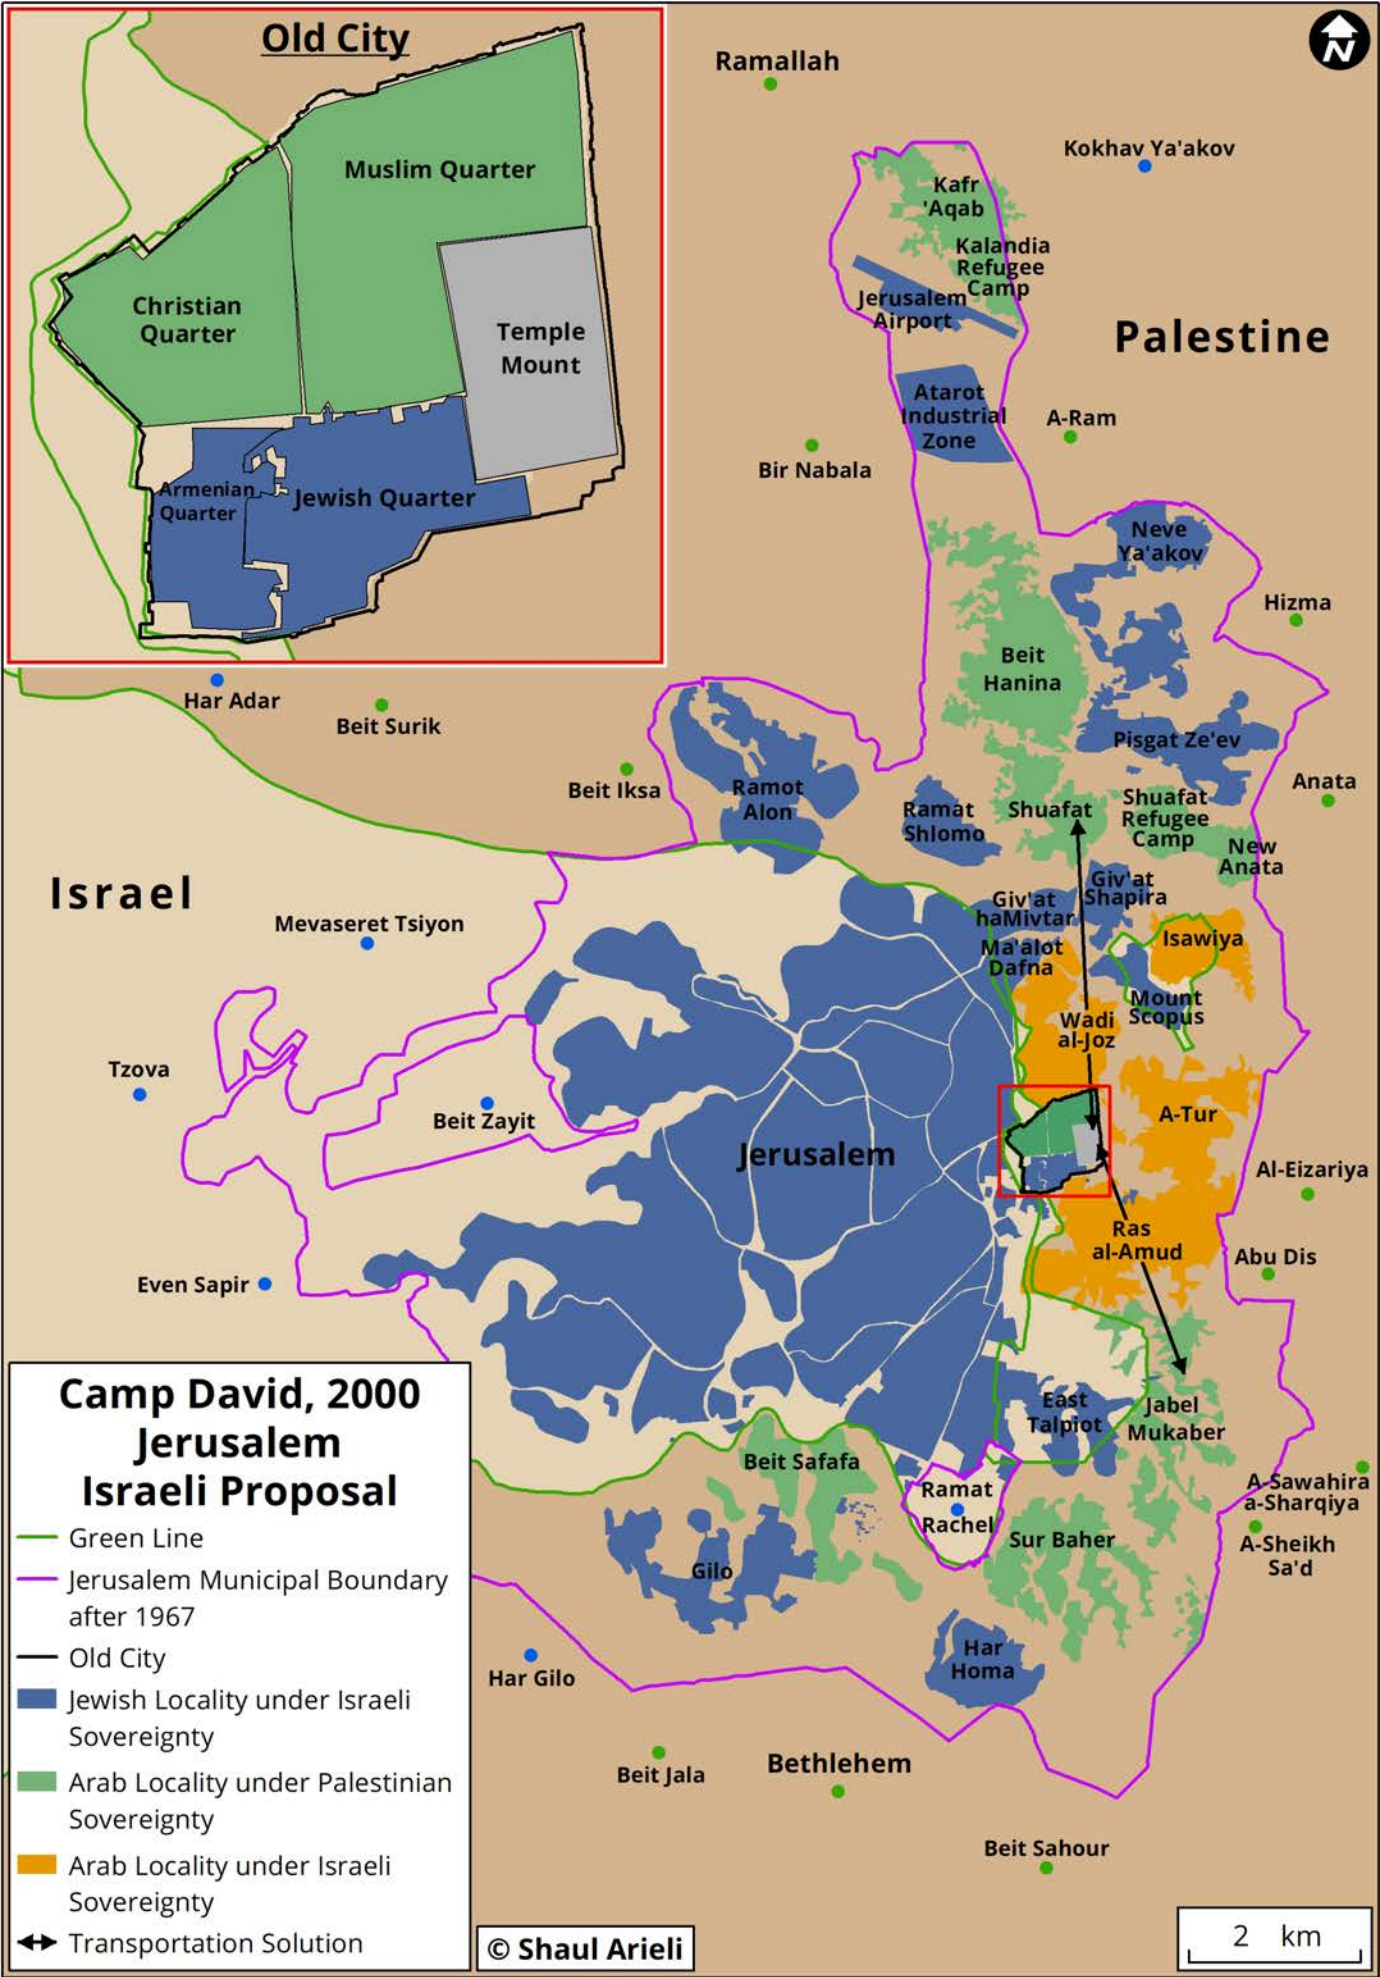 Old City
Muslim Quarter
Christian
Quarter
Temple
Mount
Armenian
Quarter
Jewish Quarter
N
Ramallah
Kokhav Ya'akov
Kafr
'Aqab
Kalandia
Refugee
Camp
Jerusalem
Airport
Palestine
Atarot
Industrial
Zone
A-Ram
Bir Nabala
Neve
Ya'akov
Hizma
Beit
Hanina
Har Adar
Beit Surik
Pisgat Ze'ev
Beit Iksa
Ramot
Alon
Ramat
Shlomo
Shuafat
Shuafat
Refugee
Camp
Anata
New
Anata
Israel
Mevaseret Tsiyon
Giv'at
haMivtar
Giv'at
Shapira
Ma'alot
Dafna
Isawiya
Mount
Scopus
Wadi
al-Joz
Tzova
Beit Zayit
A-Tur
Jerusalem
Al-Eizariya
Ras
al-Amud
Abu Dis
Even Sapir
East
Talpiot
Jabel
Mukaber
Beit Safafa
Ramat
Rachel
A-Sawahira
a-Sharqiya
Sur Baher
A-Sheikh
Sa'd
Gilo
Har
Homa
Har Gilo
Beit Jala
Bethlehem
Beit Sahour
Camp David, 2000
Jerusalem
Israeli Proposal
Green Line
Jerusalem Municipal Boundary
after 1967
Old City
Jewish Locality under Israeli
Sovereignty
Arab Locality under Palestinian
Sovereignty
Arab Locality under Israeli
Sovereignty
Transportation Solution
© Shaul Arieli
2 km